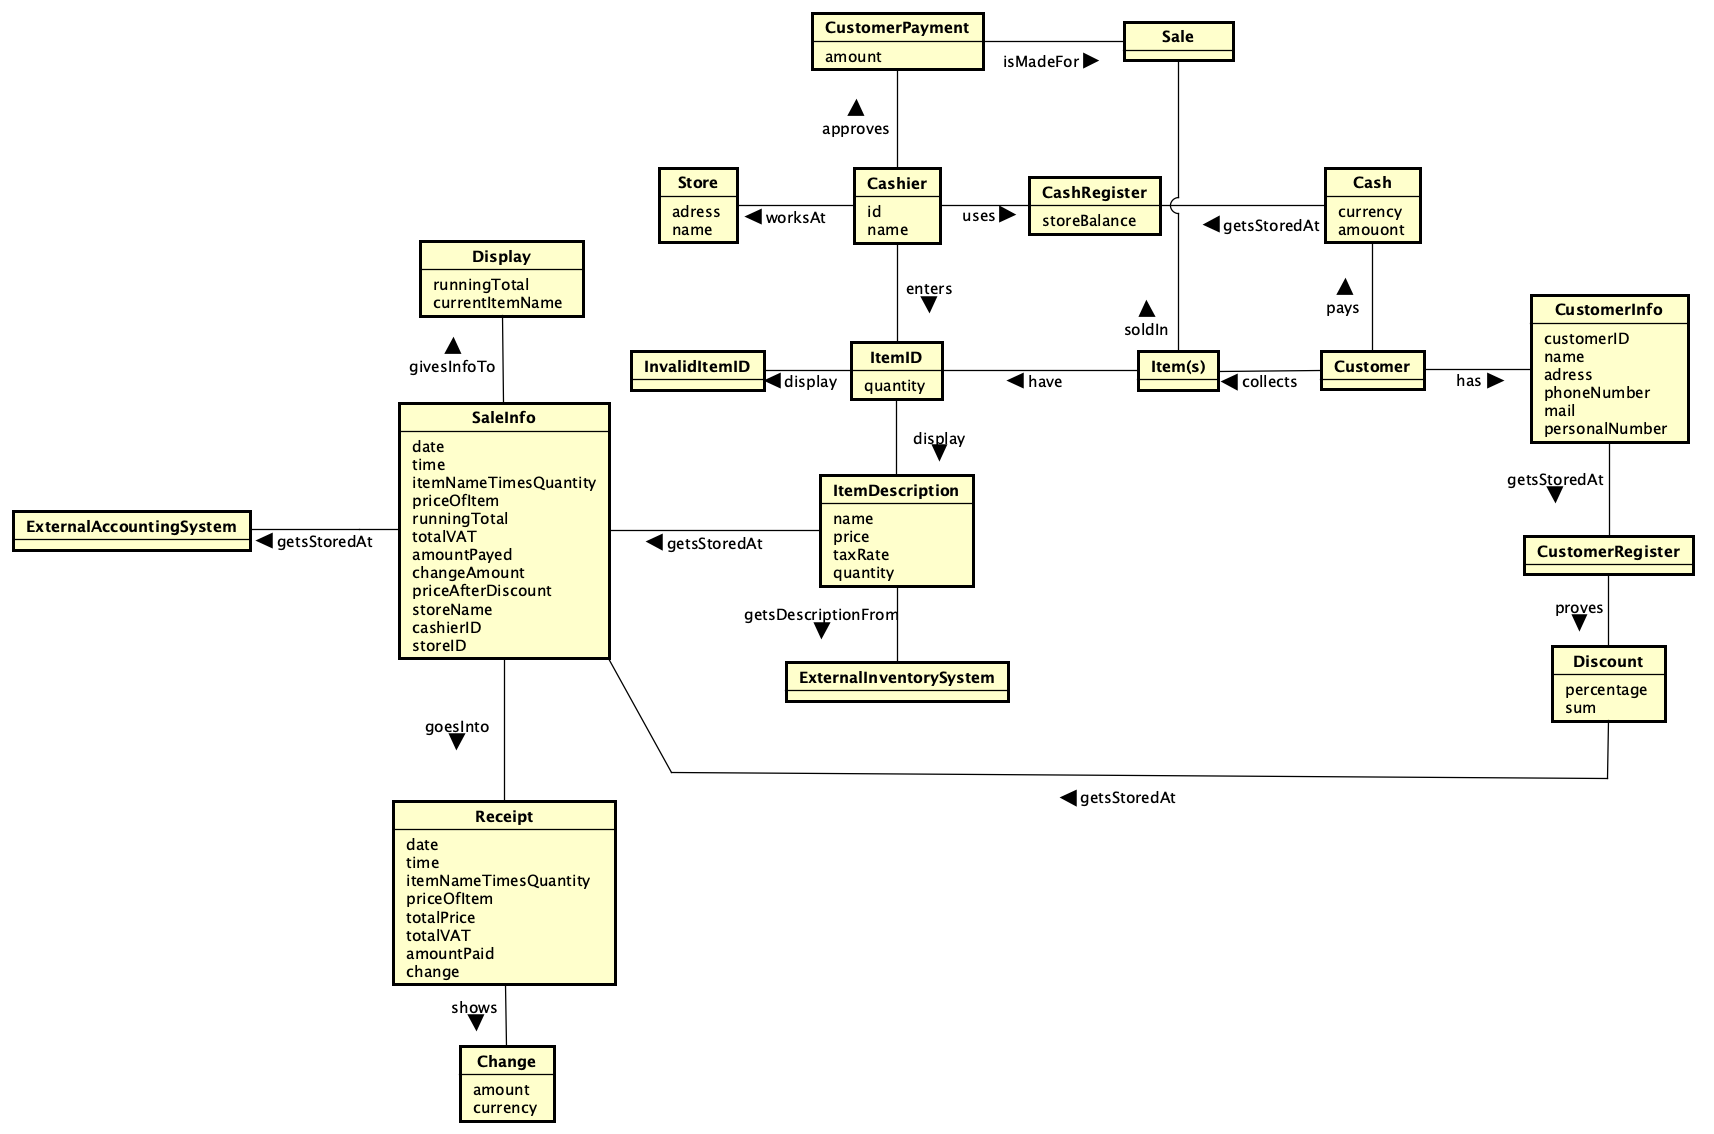 CustomerPayment
amount
isMadeFor
Sale
approves
Store
adress
name
worksAt
Cashier
id
name
uses
CashRegister
storeBalance
getsStoredAt
Cash
currency
amouont
Display
runningTotal
currentItemName
enters
soldIn
pays
CustomerInfo
customerID
name
adress
phoneNumber
mail
personalNumber
givesInfoTo
InvalidItemID
display
ItemID
quantity
have
Item(s)
collects
Customer
has
SaleInfo
date
time
itemNameTimesQuantity
priceOfItem
runningTotal
totalVAT
amountPayed
changeAmount
priceAfterDiscount
storeName
cashierID
storeID
display
getsStoredAt
ExternalAccountingSystem
getsStoredAt
getsStoredAt
ItemDescription
name
price
taxRate
quantity
CustomerRegister
getsDescriptionFrom
proves
ExternalInventorySystem
Discount
percentage
sum
goesInto
getsStoredAt
Receipt
date
time
itemNameTimesQuantity
priceOfItem
totalPrice
totalVAT
amountPaid
change
shows
Change
amount
currency